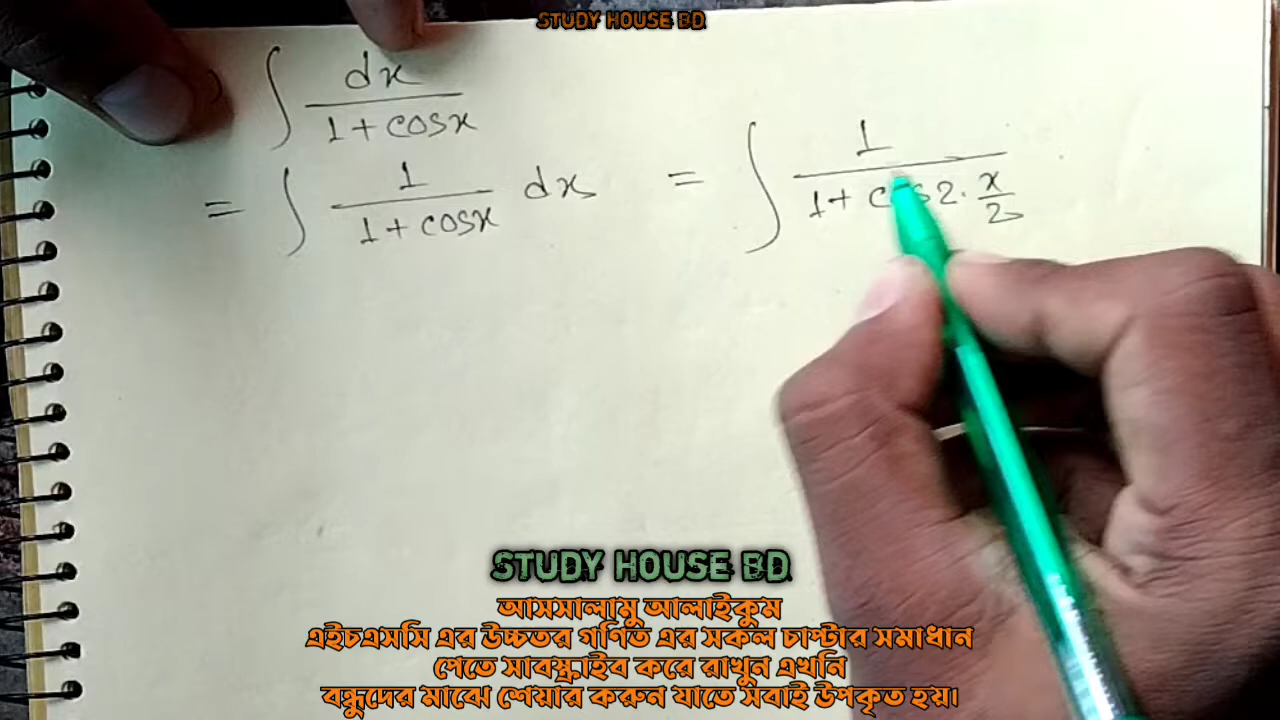 STUDY HOUSE BD
∫ dx / (1 + cosx)
= ∫ 1 / (1 + cosx) dx = ∫ 1 / (1 + cos2·x/2)
STUDY HOUSE BD
আসসালামু আলাইকুম
এইচএসসি এর উচ্চতর গণিত এর সকল চাপ্টার সমাধান
পেতে সাবস্ক্রাইব করে রাখুন এখনি
বন্ধুদের মাঝে শেয়ার করুন যাতে সবাই উপকৃত হয়।